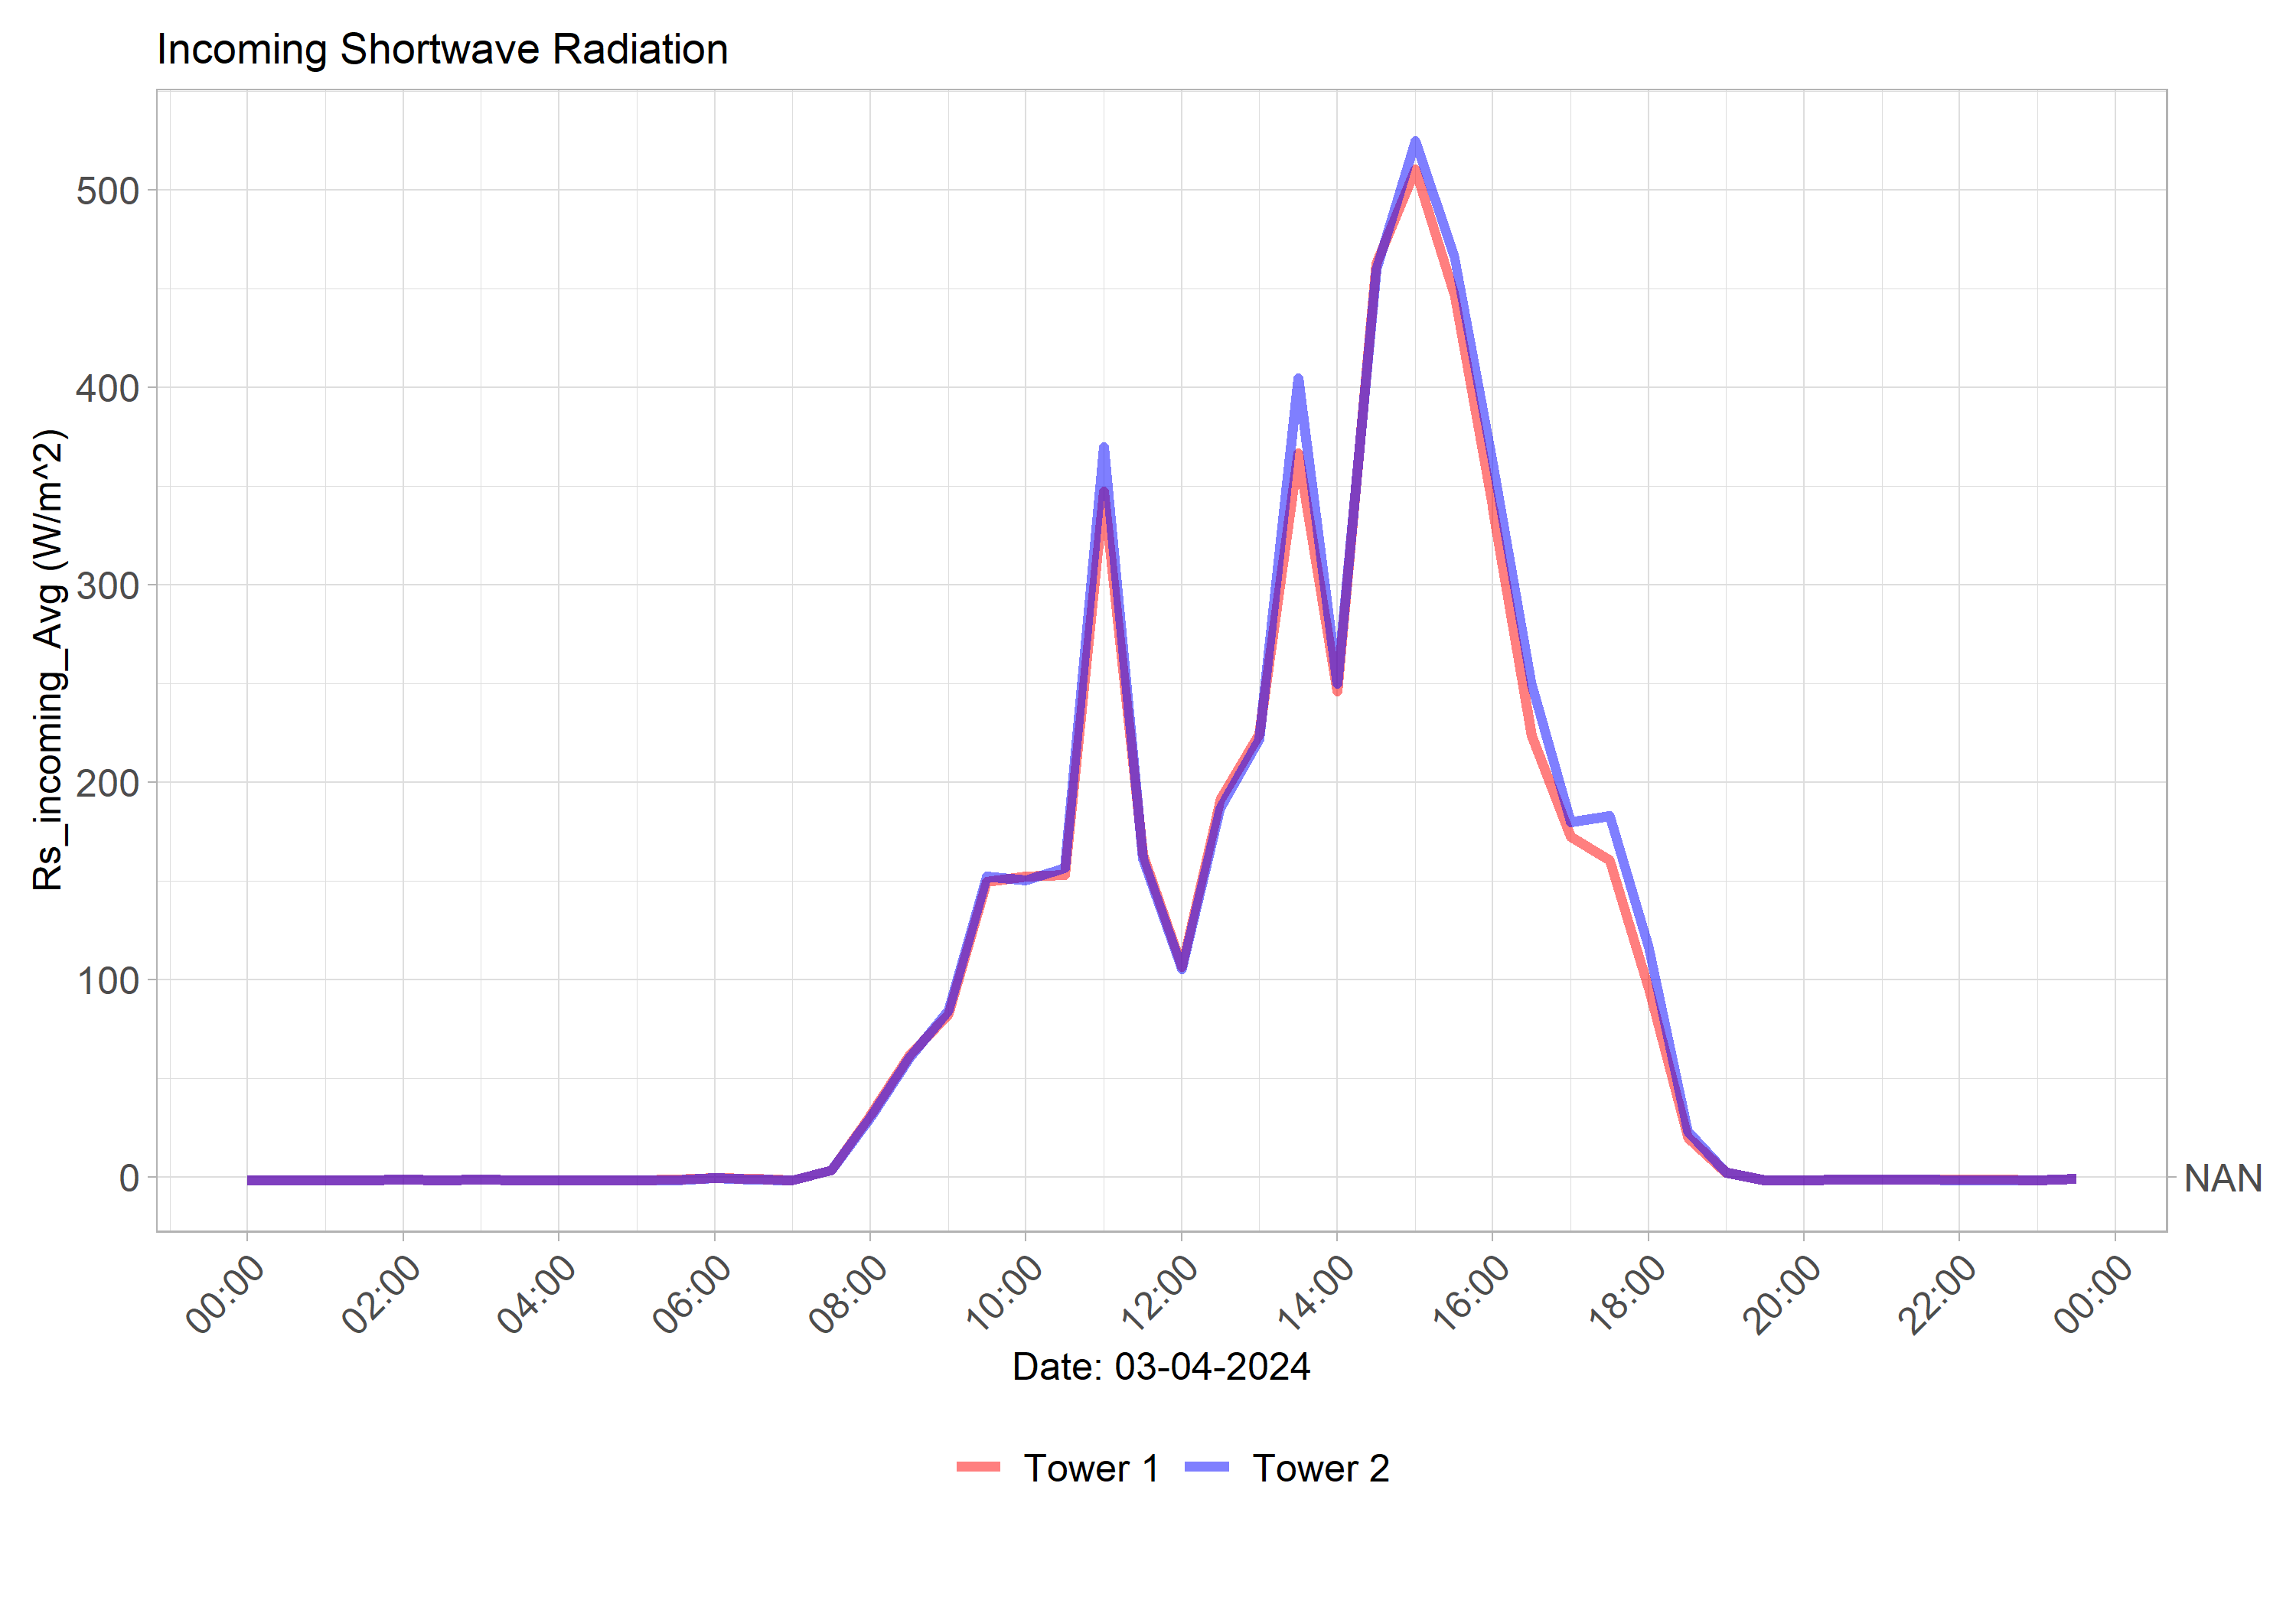 Incoming Shortwave Radiation
Rs_incoming_Avg (W/m^2)
500
400
300
200
100
0
NAN
00:00 02:00 04:00 06:00 08:00 10:00 12:00 14:00 16:00 18:00 20:00 22:00 00:00
Date: 03-04-2024
Tower 1 Tower 2